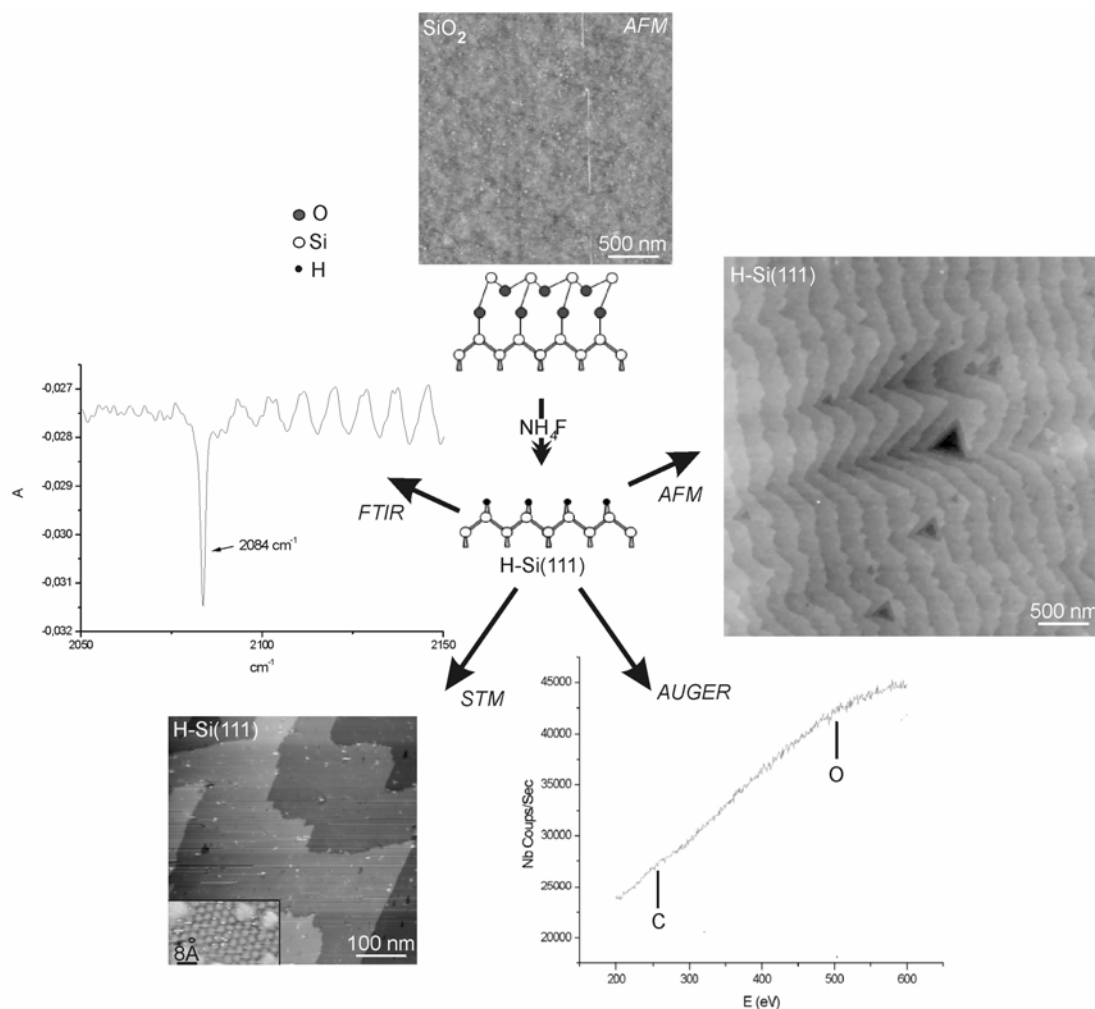 SiO2 AFM
500 nm
O
Si
H
H-Si(111)
500 nm
NH4F
FTIR
AFM
H-Si(111)
-0,027
-0,028
-0,029
-0,030
-0,031
-0,032
A
2084 cm-1
2050 2100 2150
cm-1
STM
AUGER
H-Si(111)
8Å
100 nm
45000
40000
35000
30000
25000
20000
Nb Coups/Sec
O
C
200 300 400 500 600
E (eV)